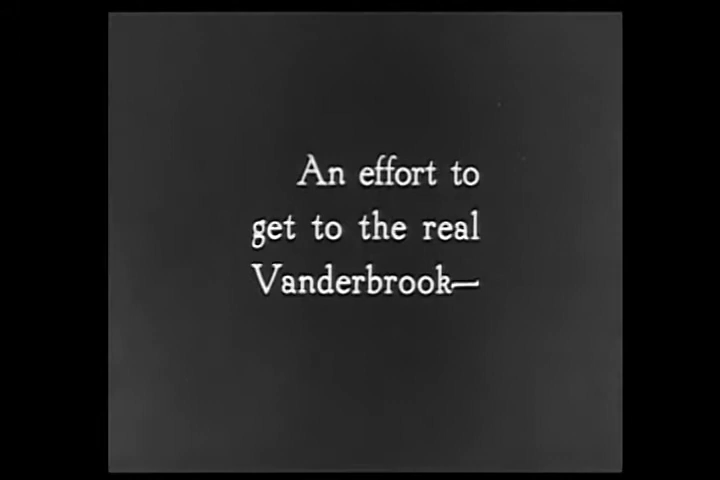 An effort to
get to the real
Vanderbrook—